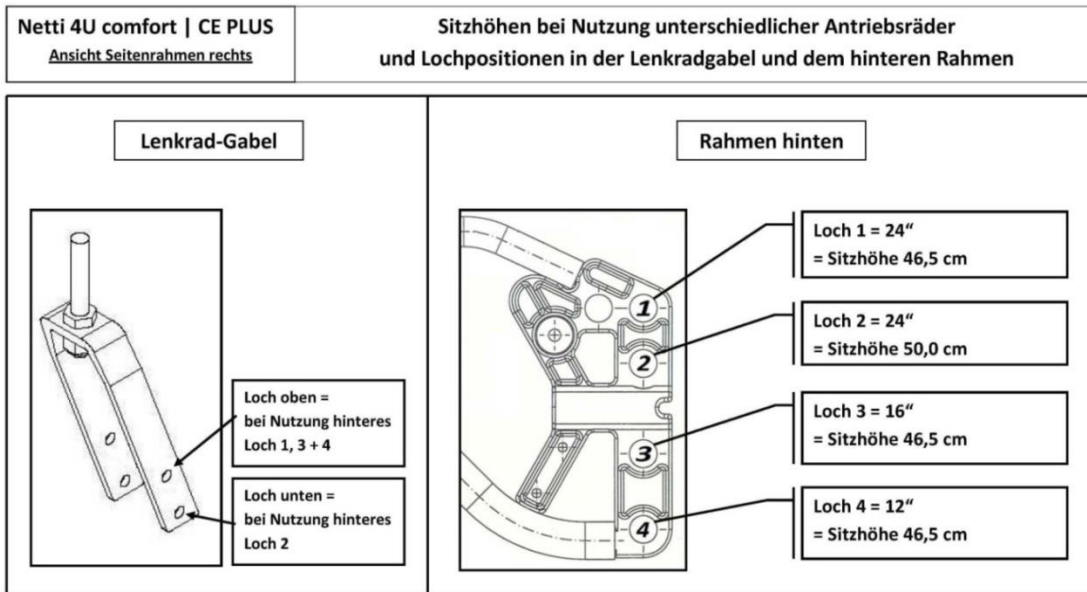 Netti 4U comfort | CE PLUS
Ansicht Seitenrahmen rechts
Sitzhöhen bei Nutzung unterschiedlicher Antriebsräder
und Lochpositionen in der Lenkradgabel und dem hinteren Rahmen
Lenkrad-Gabel
Loch oben =
bei Nutzung hinteres
Loch 1, 3 + 4
Loch unten =
bei Nutzung hinteres
Loch 2
Rahmen hinten
1
2
3
4
Loch 1 = 24“
= Sitzhöhe 46,5 cm
Loch 2 = 24“
= Sitzhöhe 50,0 cm
Loch 3 = 16“
= Sitzhöhe 46,5 cm
Loch 4 = 12“
= Sitzhöhe 46,5 cm